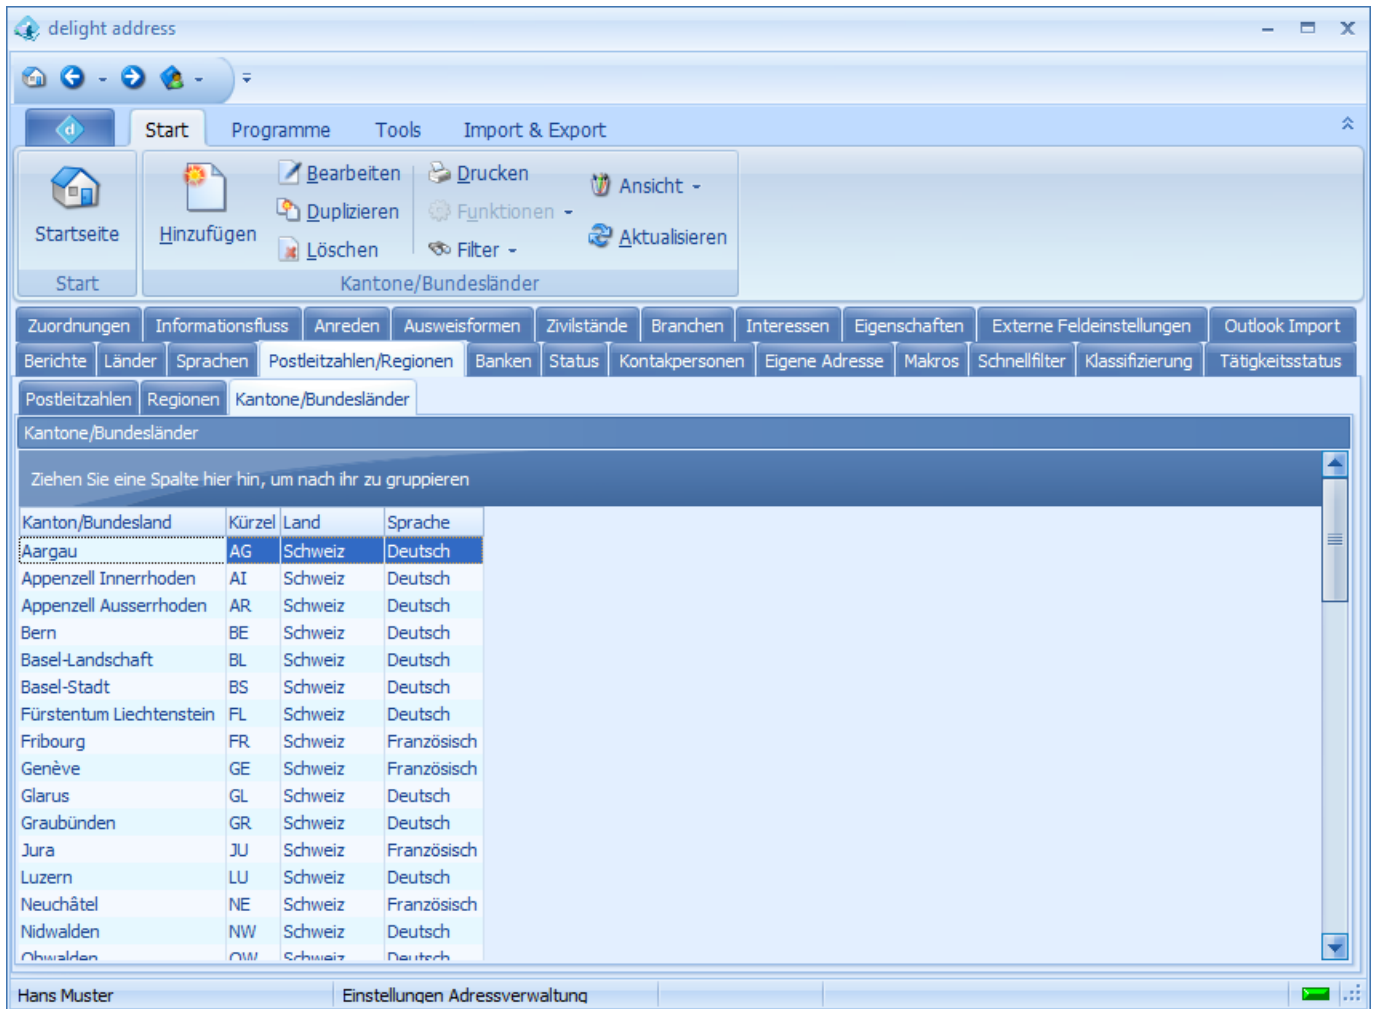 delight address
Start Programme Tools Import & Export
Startseite
Hinzufügen
Bearbeiten
Duplizieren
Löschen
Drucken
Funktionen
Filter
Ansicht
Aktualisieren
Start
Kantone/Bundesländer
Zuordnungen Informationsfluss Anreden Ausweisformen Zivilstände Branchen Interessen Eigenschaften Externe Feldeinstellungen Outlook Import
Berichte Länder Sprachen Postleitzahlen/Regionen Banken Status Kontakpersonen Eigene Adresse Makros Schnellfilter Klassifizierung Tätigkeitsstatus
Postleitzahlen Regionen Kantone/Bundesländer
Kantone/Bundesländer
Ziehen Sie eine Spalte hier hin, um nach ihr zu gruppieren
Kanton/Bundesland Kürzel Land Sprache
Aargau AG Schweiz Deutsch
Appenzell Innerrhoden AI Schweiz Deutsch
Appenzell Ausserrhoden AR Schweiz Deutsch
Bern BE Schweiz Deutsch
Basel-Landschaft BL Schweiz Deutsch
Basel-Stadt BS Schweiz Deutsch
Fürstentum Liechtenstein FL Schweiz Deutsch
Fribourg FR Schweiz Französisch
Genève GE Schweiz Französisch
Glarus GL Schweiz Deutsch
Graubünden GR Schweiz Deutsch
Jura JU Schweiz Französisch
Luzern LU Schweiz Deutsch
Neuchâtel NE Schweiz Französisch
Nidwalden NW Schweiz Deutsch
Obwalden OW Schweiz Deutsch
Hans Muster Einstellungen Adressverwaltung